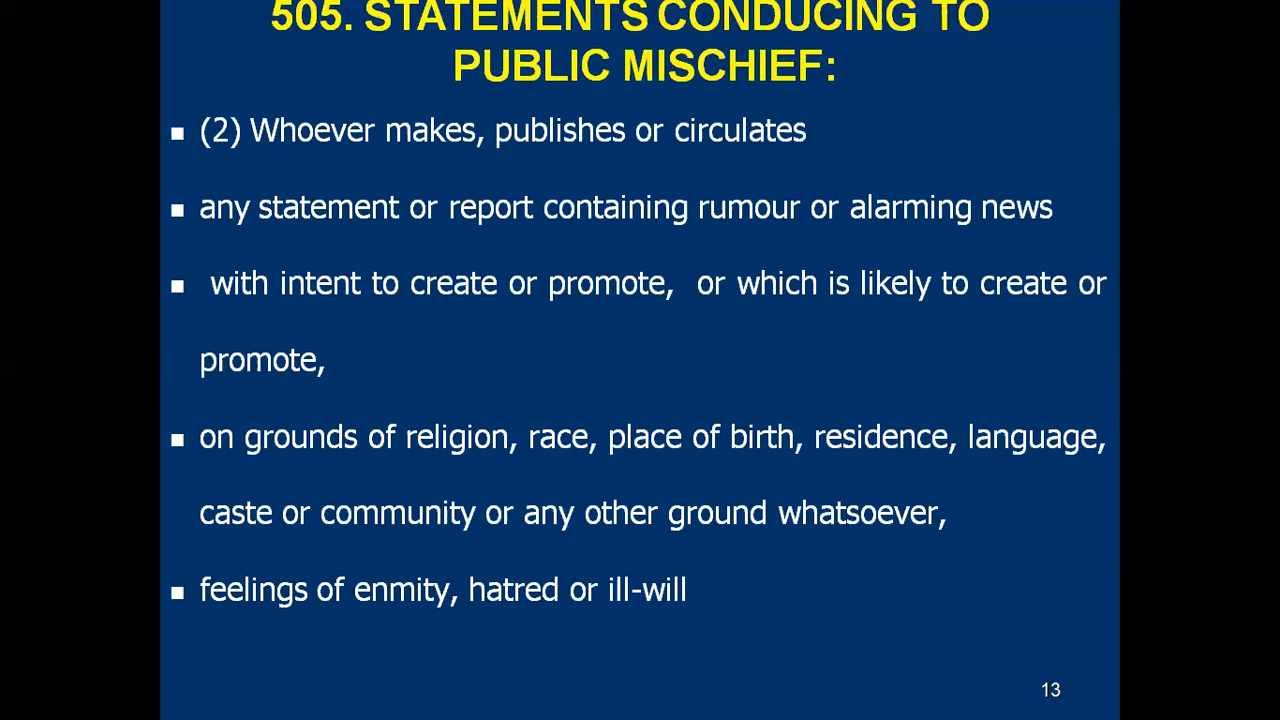 505. STATEMENTS CONDUCING TO
PUBLIC MISCHIEF:
▪ (2) Whoever makes, publishes or circulates
▪ any statement or report containing rumour or alarming news
▪ with intent to create or promote, or which is likely to create or
promote,
▪ on grounds of religion, race, place of birth, residence, language,
caste or community or any other ground whatsoever,
▪ feelings of enmity, hatred or ill-will
13